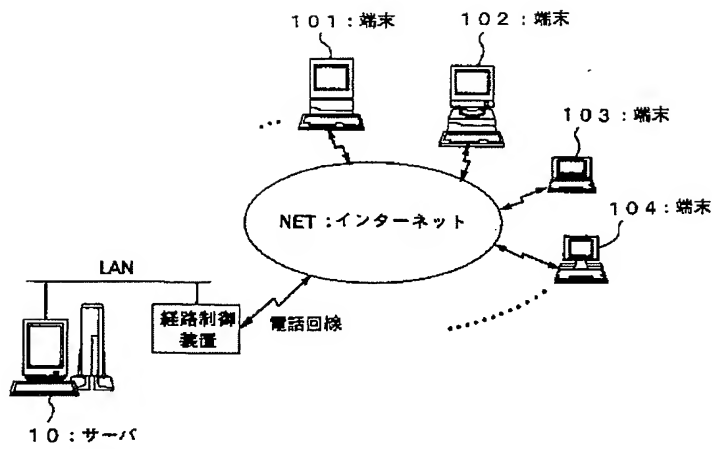 101:端末
102:端末
103:端末
NET:インターネット
104:端末
LAN
経路制御
装置
電話回線
10:サーバ